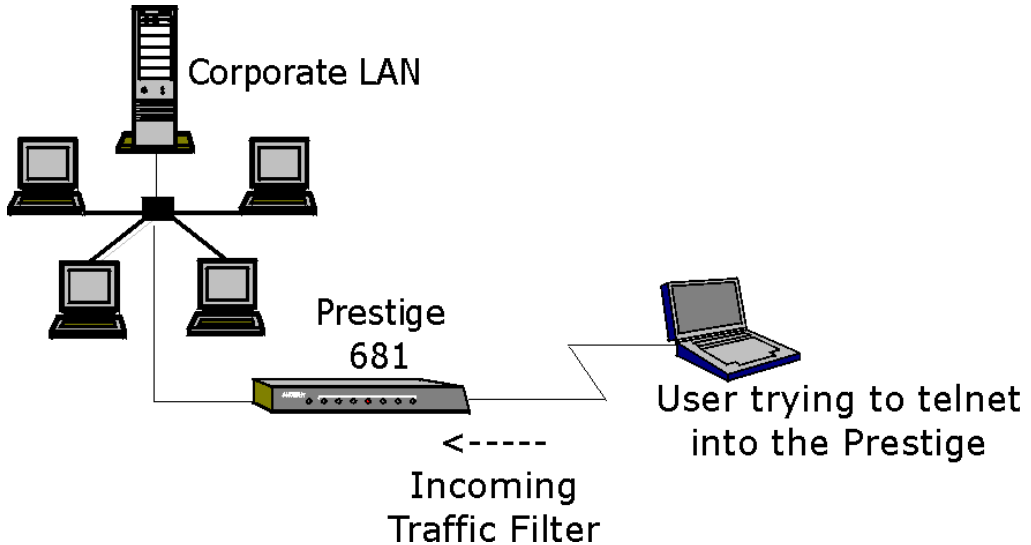 Corporate LAN
Prestige
681
User trying to telnet
into the Prestige
<-----
Incoming
Traffic Filter